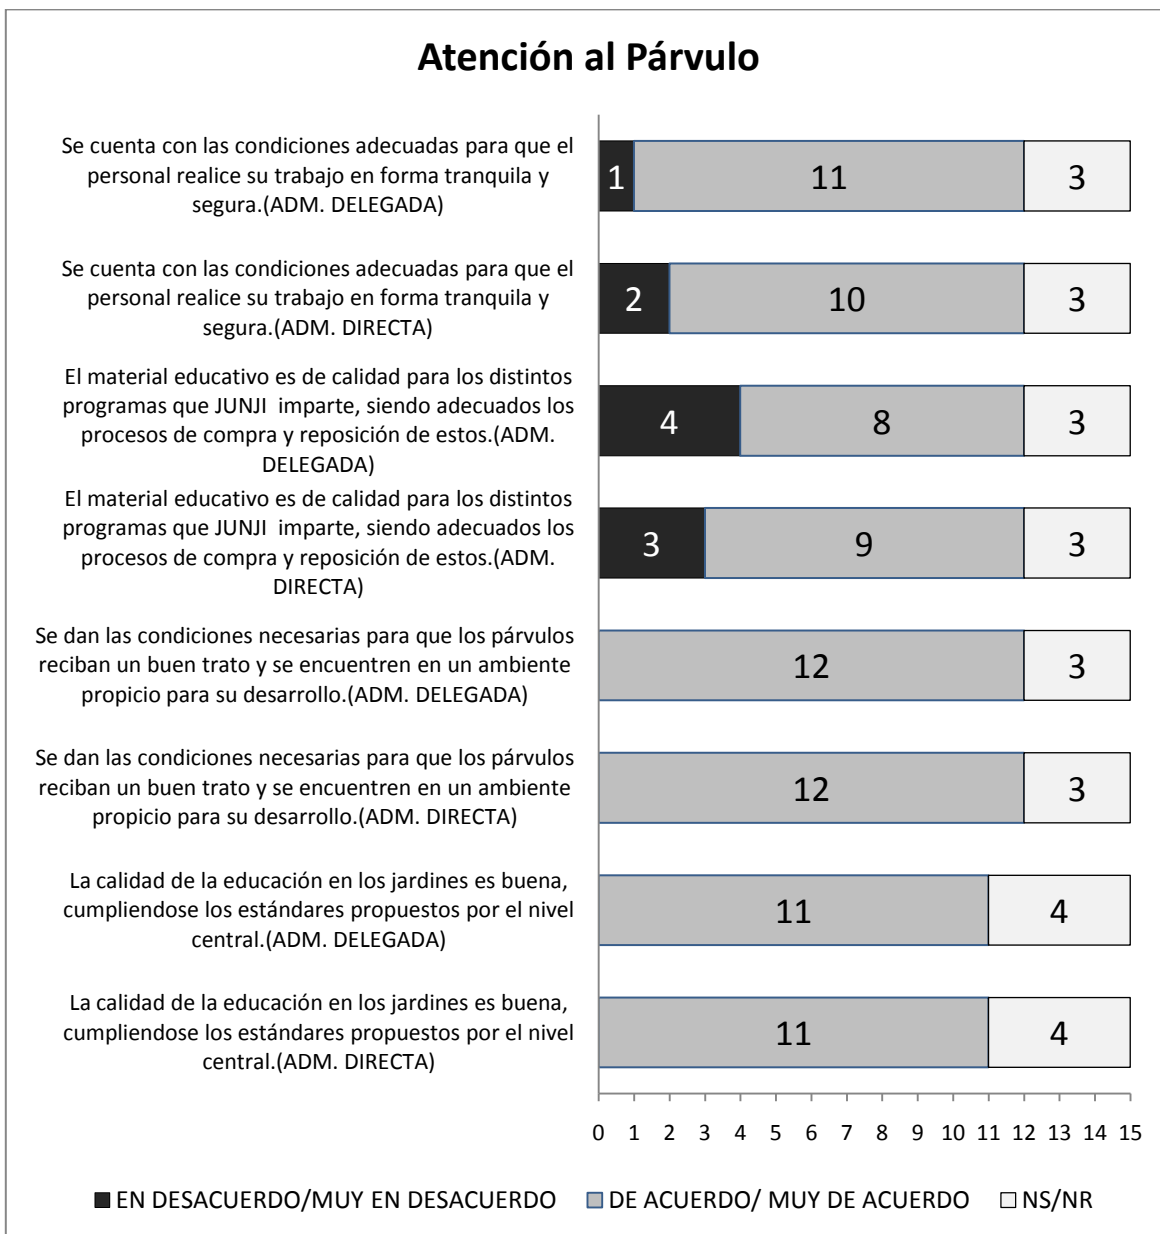 Atención al Párvulo
Se cuenta con las condiciones adecuadas para que el
personal realice su trabajo en forma tranquila y
segura.(ADM. DELEGADA)
1 11 3
Se cuenta con las condiciones adecuadas para que el
personal realice su trabajo en forma tranquila y
segura.(ADM. DIRECTA)
2 10 3
El material educativo es de calidad para los distintos
programas que JUNJI imparte, siendo adecuados los
procesos de compra y reposición de estos.(ADM.
DELEGADA)
4 8 3
El material educativo es de calidad para los distintos
programas que JUNJI imparte, siendo adecuados los
procesos de compra y reposición de estos.(ADM.
DIRECTA)
3 9 3
Se dan las condiciones necesarias para que los párvulos
reciban un buen trato y se encuentren en un ambiente
propicio para su desarrollo.(ADM. DELEGADA)
12 3
Se dan las condiciones necesarias para que los párvulos
reciban un buen trato y se encuentren en un ambiente
propicio para su desarrollo.(ADM. DIRECTA)
12 3
La calidad de la educación en los jardines es buena,
cumpliendose los estándares propuestos por el nivel
central.(ADM. DELEGADA)
11 4
La calidad de la educación en los jardines es buena,
cumpliendose los estándares propuestos por el nivel
central.(ADM. DIRECTA)
11 4
0 1 2 3 4 5 6 7 8 9 10 11 12 13 14 15
EN DESACUERDO/MUY EN DESACUERDO DE ACUERDO/ MUY DE ACUERDO NS/NR